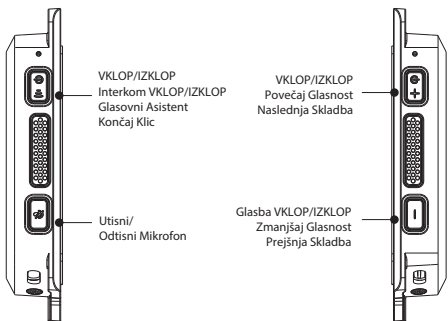 VKLOP/IZKLOP
Interkom VKLOP/IZKLOP
Glasovni Asistent
Končaj Klic
Utisni/
Odtisni Mikrofon
VKLOP/IZKLOP
Povečaj Glasnost
Naslednja Skladba
Glasba VKLOP/IZKLOP
Zmanjšaj Glasnost
Prejšnja Skladba